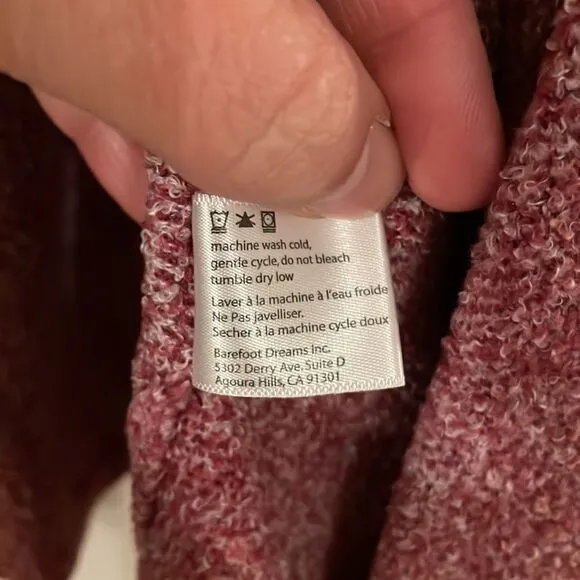 machine wash cold,
gentle cycle, do not bleach
tumble dry low
Laver à la machine à l'eau froide
Ne Pas javelliser.
Secher à la machine cycle doux
Barefoot Dreams Inc.
5302 Derry Ave. Suite D
Agoura Hills, CA 91301